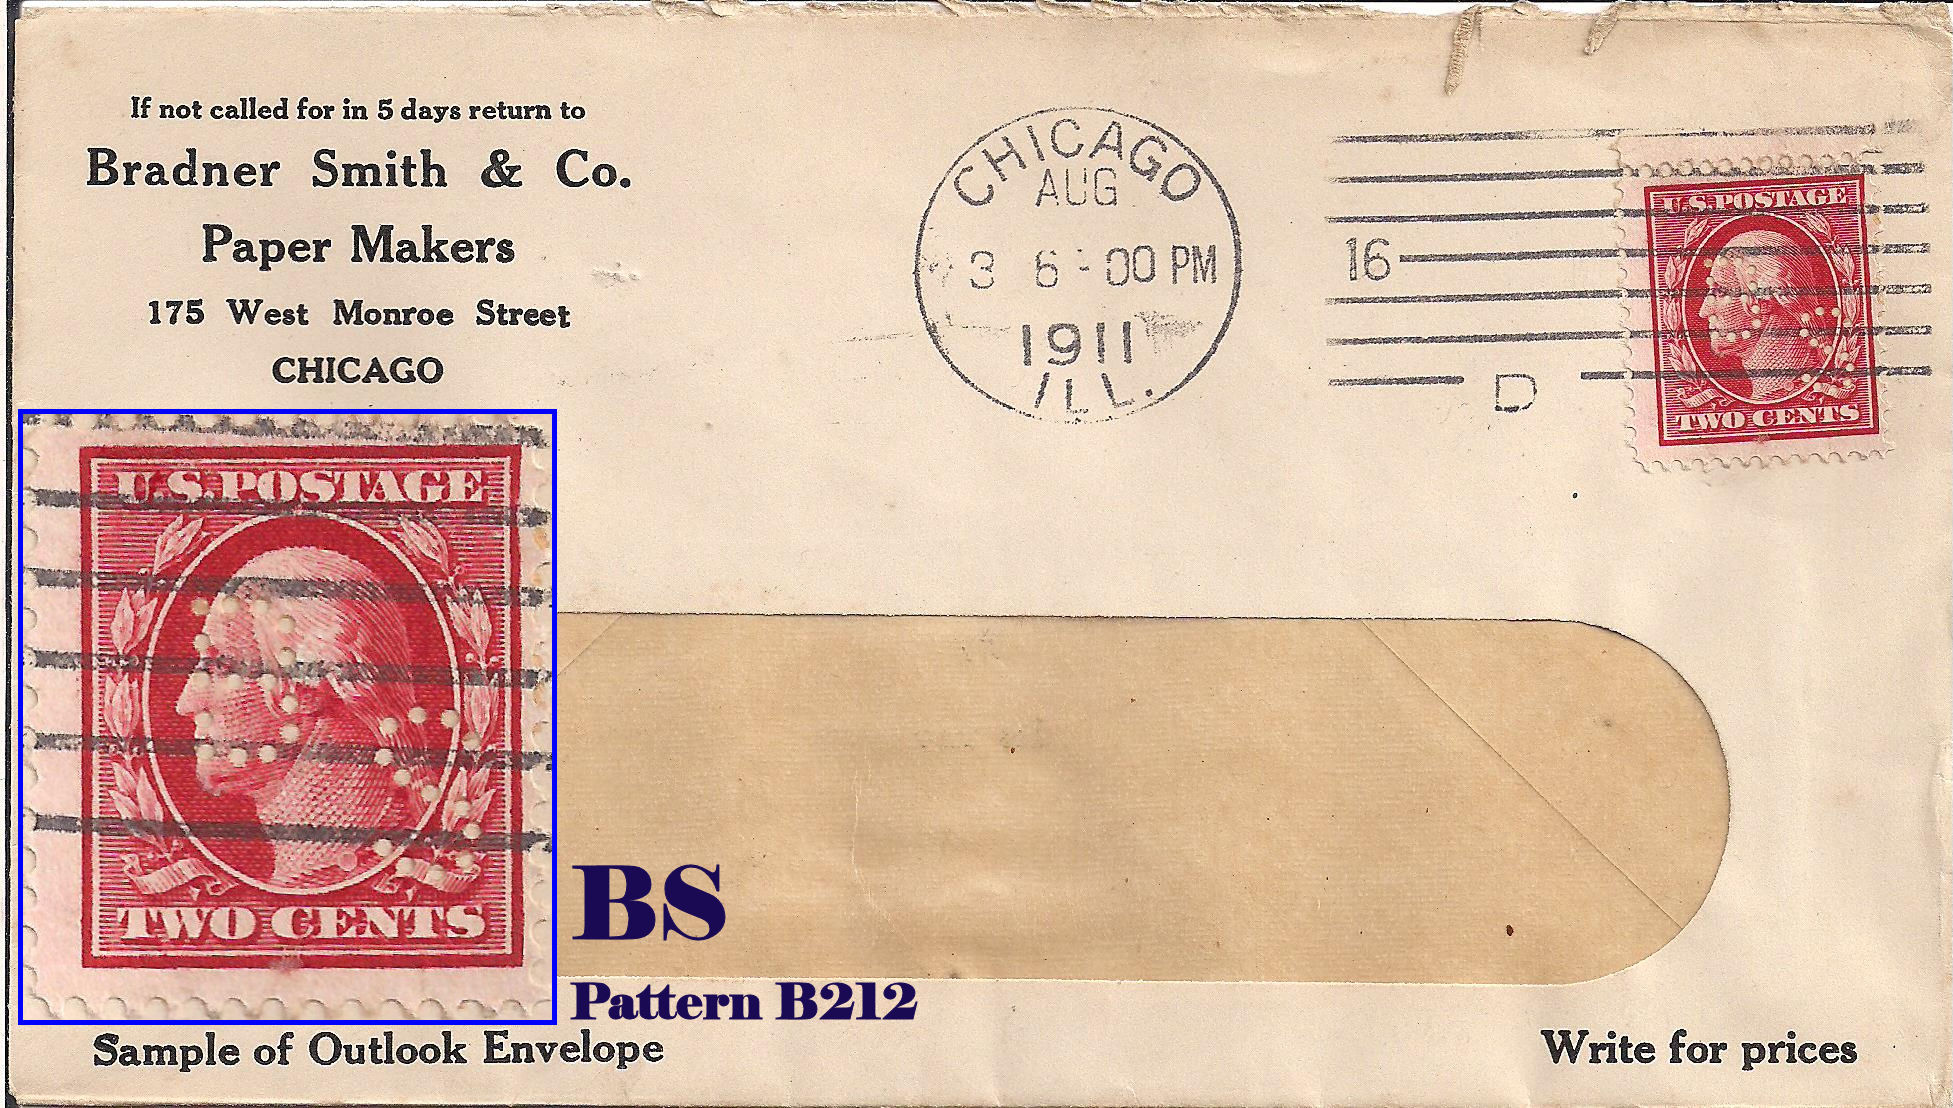 If not called for in 5 days return to
Bradner Smith & Co.
Paper Makers
175 West Monroe Street
CHICAGO
CHICAGO
AUG
3 6-00 PM
1911
ILL.
16
D
U.S. POSTAGE
TWO CENTS
U.S. POSTAGE
BS
TWO CENTS
BS
Pattern B212
Sample of Outlook Envelope
Write for prices